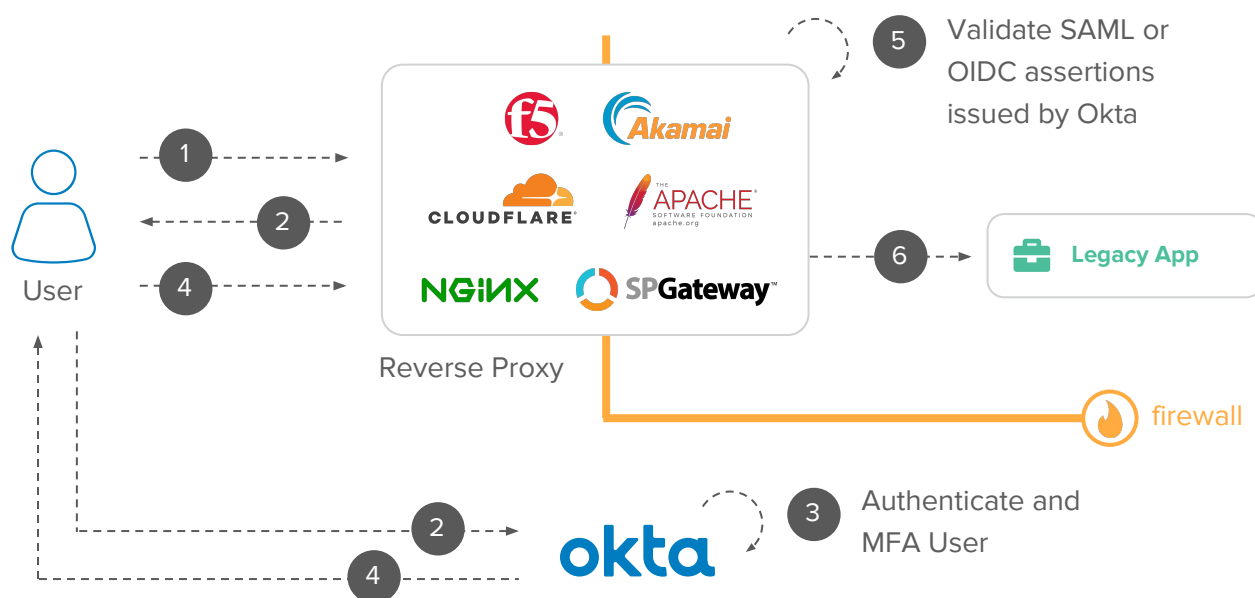 5
Validate SAML or
OIDC assertions
issued by Okta
f5®
Akamai
1
CLOUDFLARE®
THE
APACHE®
SOFTWARE FOUNDATION
apache.org
2
6
Legacy App
User
4
NGINX
SPGateway™
Reverse Proxy
firewall
3
Authenticate and
MFA User
2
okta
4